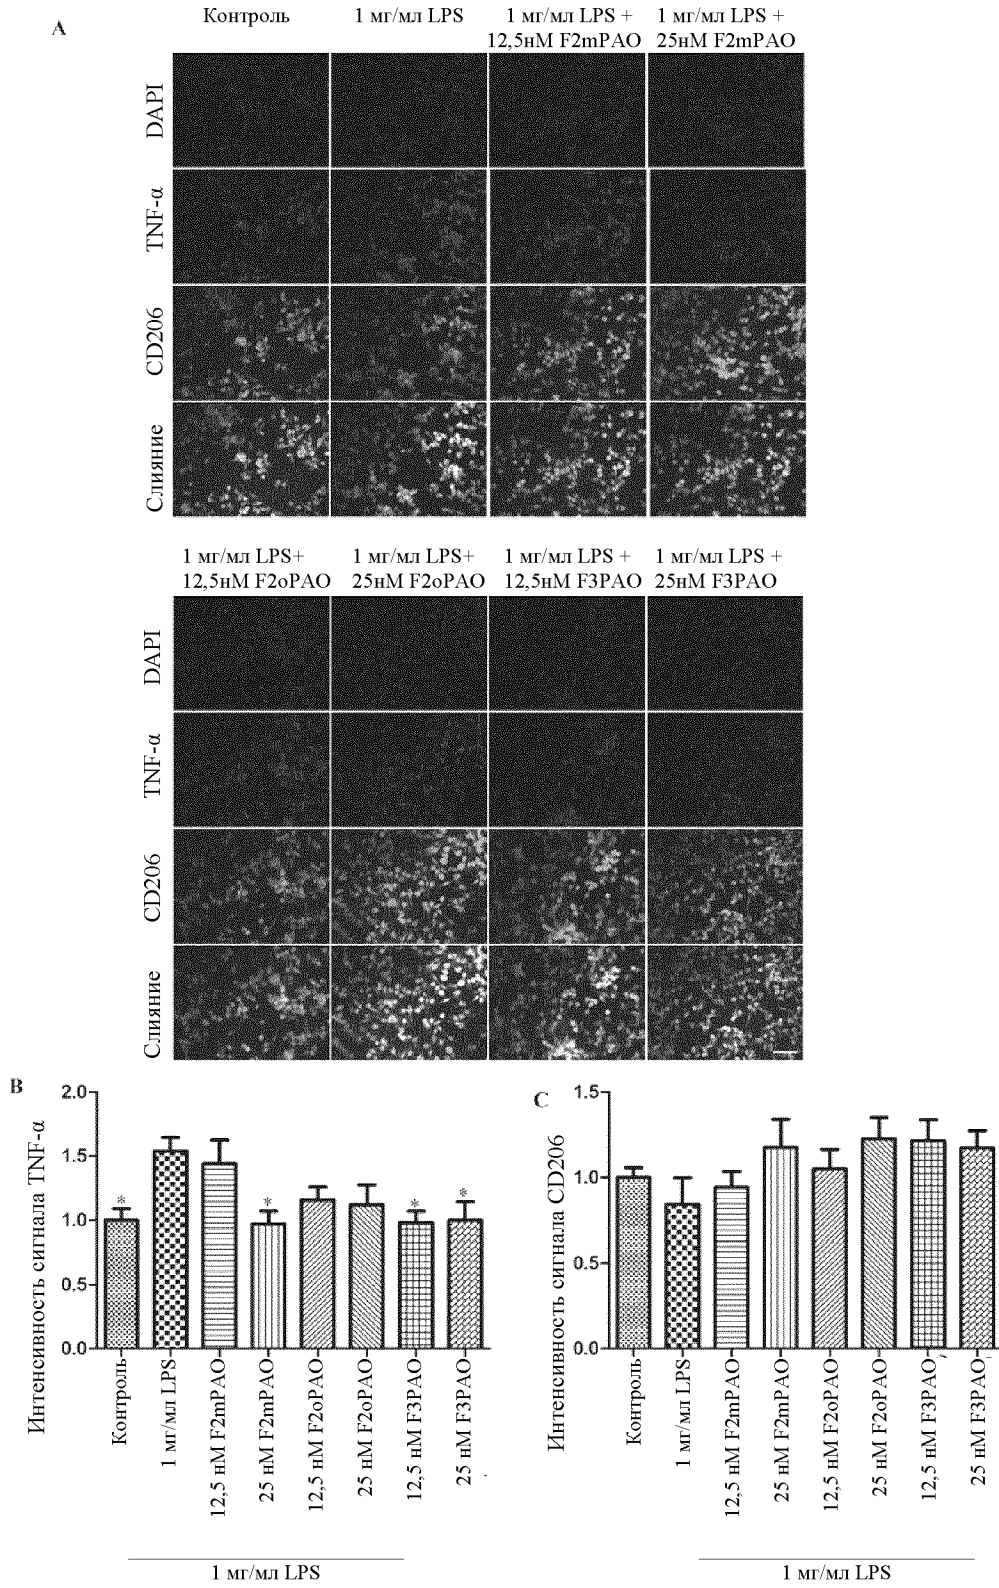 A
Контроль
1 мг/мл LPS
1 мг/мл LPS +
12,5нМ F2mPAO
1 мг/мл LPS +
25нМ F2mPAO
DAPI
TNF-α
CD206
Слияние
1 мг/мл LPS+
12,5нМ F2oPAO
1 мг/мл LPS+
25нМ F2oPAO
1 мг/мл LPS +
12,5нМ F3PAO
1 мг/мл LPS +
25нМ F3PAO
DAPI
TNF-α
CD206
Слияние
B
Интенсивность сигнала TNF-α
2.0
1.5
1.0
0.5
0.0
* * * *
Контроль
1 мг/мл LPS
12,5 нМ F2mPAO
25 нМ F2mPAO
12,5 нМ F2oPAO
25 нМ F2oPAO
12,5 нМ F3PAO
25 нМ F3PAO
1 мг/мл LPS
C
Интенсивность сигнала CD206
1.5
1.0
0.5
0.0
Контроль
1 мг/мл LPS
12,5 нМ F2mPAO
25 нМ F2mPAO
12,5 нМ F2oPAO
25 нМ F2oPAO
12,5 нМ F3PAO
25 нМ F3PAO
1 мг/мл LPS